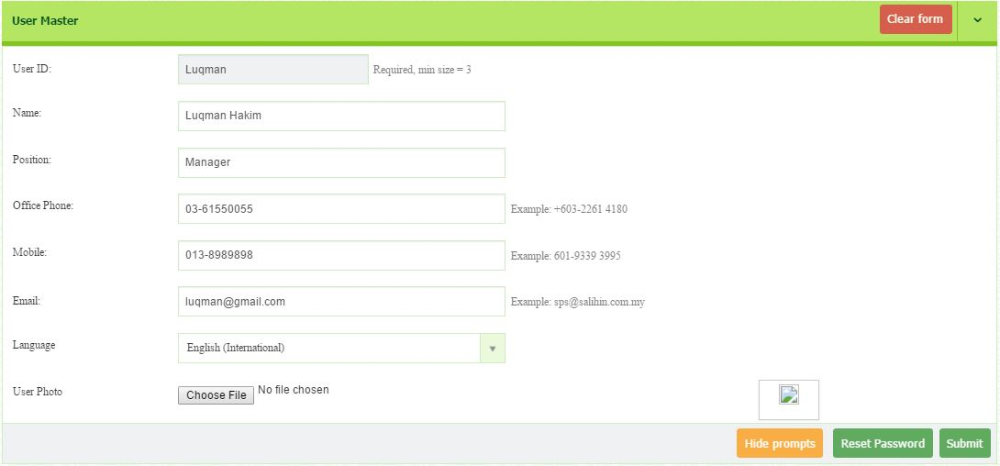 User Master Clear form
User ID: Luqman Required, min size = 3
Name: Luqman Hakim
Position: Manager
Office Phone: 03-61550055 Example: +603-2261 4180
Mobile: 013-8989898 Example: 601-9339 3995
Email: luqman@gmail.com Example: sps@salihin.com.my
Language English (International)
User Photo Choose File No file chosen
Hide prompts Reset Password Submit